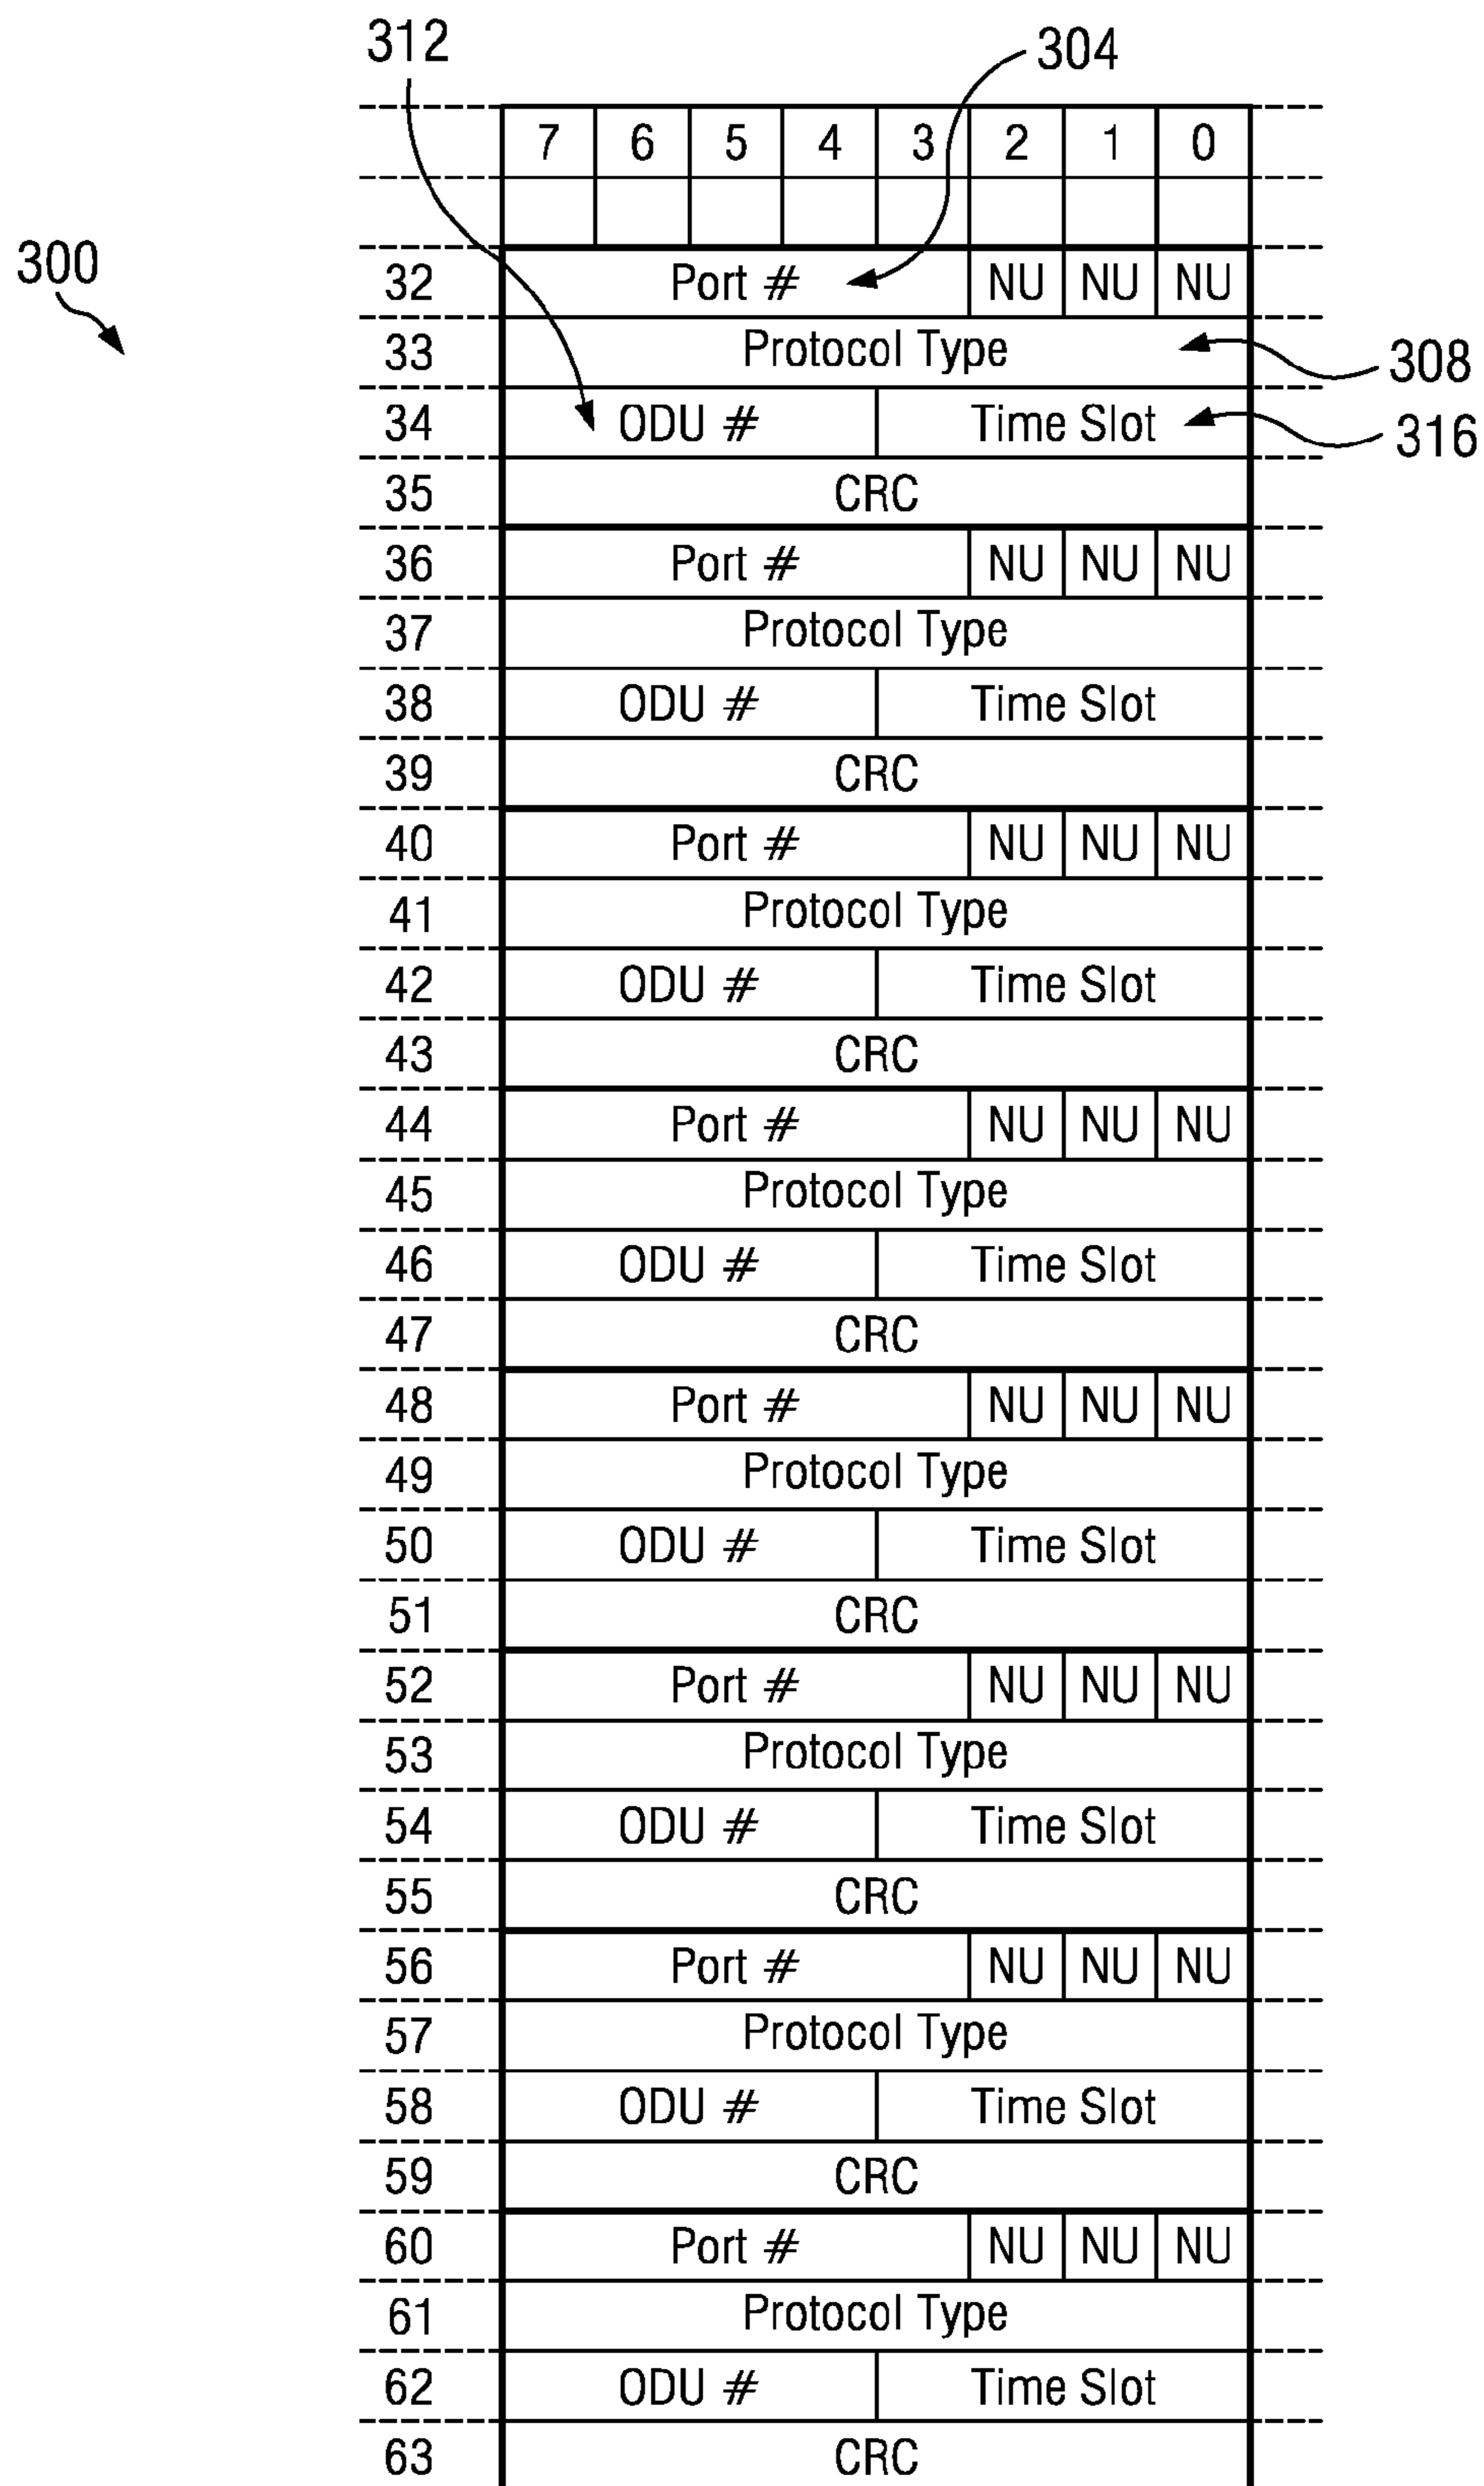 312 304
7 6 5 4 3 2 1 0
300
32 Port # NU NU NU
33 Protocol Type 308
34 ODU # Time Slot 316
35 CRC
36 Port # NU NU NU
37 Protocol Type
38 ODU # Time Slot
39 CRC
40 Port # NU NU NU
41 Protocol Type
42 ODU # Time Slot
43 CRC
44 Port # NU NU NU
45 Protocol Type
46 ODU # Time Slot
47 CRC
48 Port # NU NU NU
49 Protocol Type
50 ODU # Time Slot
51 CRC
52 Port # NU NU NU
53 Protocol Type
54 ODU # Time Slot
55 CRC
56 Port # NU NU NU
57 Protocol Type
58 ODU # Time Slot
59 CRC
60 Port # NU NU NU
61 Protocol Type
62 ODU # Time Slot
63 CRC